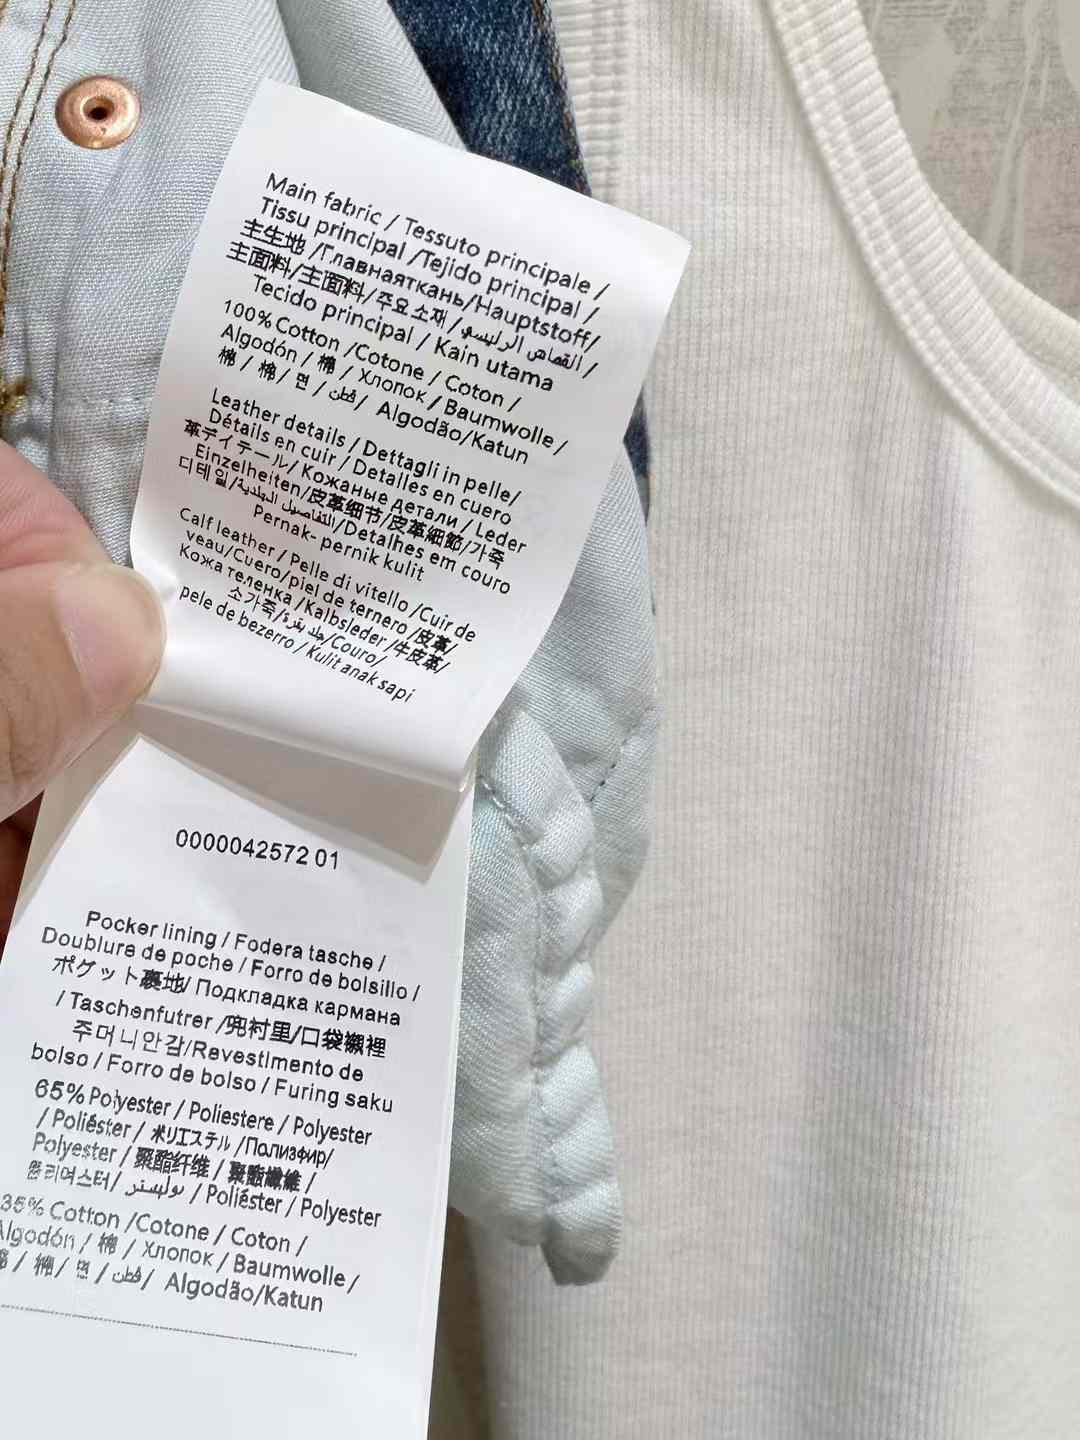 Main fabric / Tessuto principale /
Tissu principal /Tejido principal /
主生地 /Главнаяткань/Hauptstoff/
主面料/主面料/주요소재 / القماش الرئيسي /
Tecido principal / Kain utama
100% Cotton /Cotone / Coton /
Algodón / 棉 / Хлопок / Baumwolle /
棉 / 棉 / 면 / قطن / Algodão/Katun
Leather details / Dettagli in pelle/
Détails en cuir / Detalles en cuero
革ディテール/ Кожаные детали / Leder
Einzelheiten/皮革细节/皮革細節/가죽
디테일/التفاصيل الجلدية/Detalhes em couro
Pernak- pernik kulit
Calf leather / Pelle di vitello /Cuir de
veau/Cuero/piel de ternero /皮革/
Кожа теленка /Kalbsleder /牛皮革/
소가죽/جلد بقرة/Couro/
pele de bezerro / Kulit anak sapi
0000042572 01
Pocker lining / Fodera tasche /
Doublure de poche / Forro de bolsillo /
ポケット裏地/ Подкладка кармана
/ Taschenfutrer /兜衬里/口袋襯裡
주머니안감/Revestlmento de
bolso / Forro de bolso / Furing saku
65% Polyester / Poliestere / Polyester
/ Poliéster / ポリエステル /Полиэфир/
Polyester / 聚酯纤维 / 聚酯纖維 /
폴리에스터/ بوليستر / Poliéster / Polyester
35% Cotton /Cotone / Coton /
Algodón / 棉 / Хлопок / Baumwolle /
棉 / 棉 / 면 / قطن / Algodão/Katun